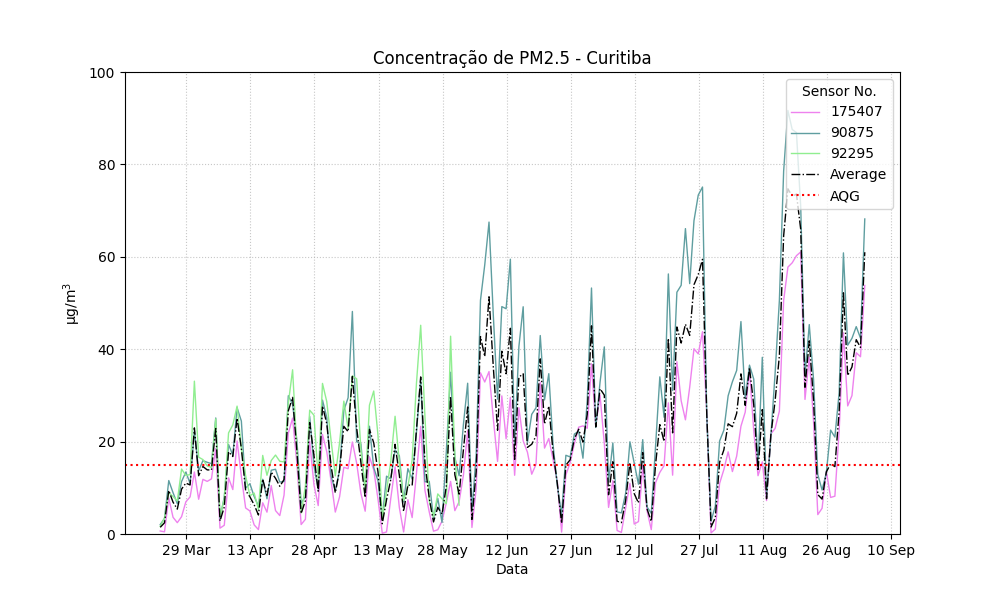 Concentração de PM2.5 - Curitiba
100
80
60
40
20
0
µg/m³
Sensor No.
175407
90875
92295
Average
AQG
29 Mar 13 Apr 28 Apr 13 May 28 May 12 Jun 27 Jun 12 Jul 27 Jul 11 Aug 26 Aug 10 Sep
Data